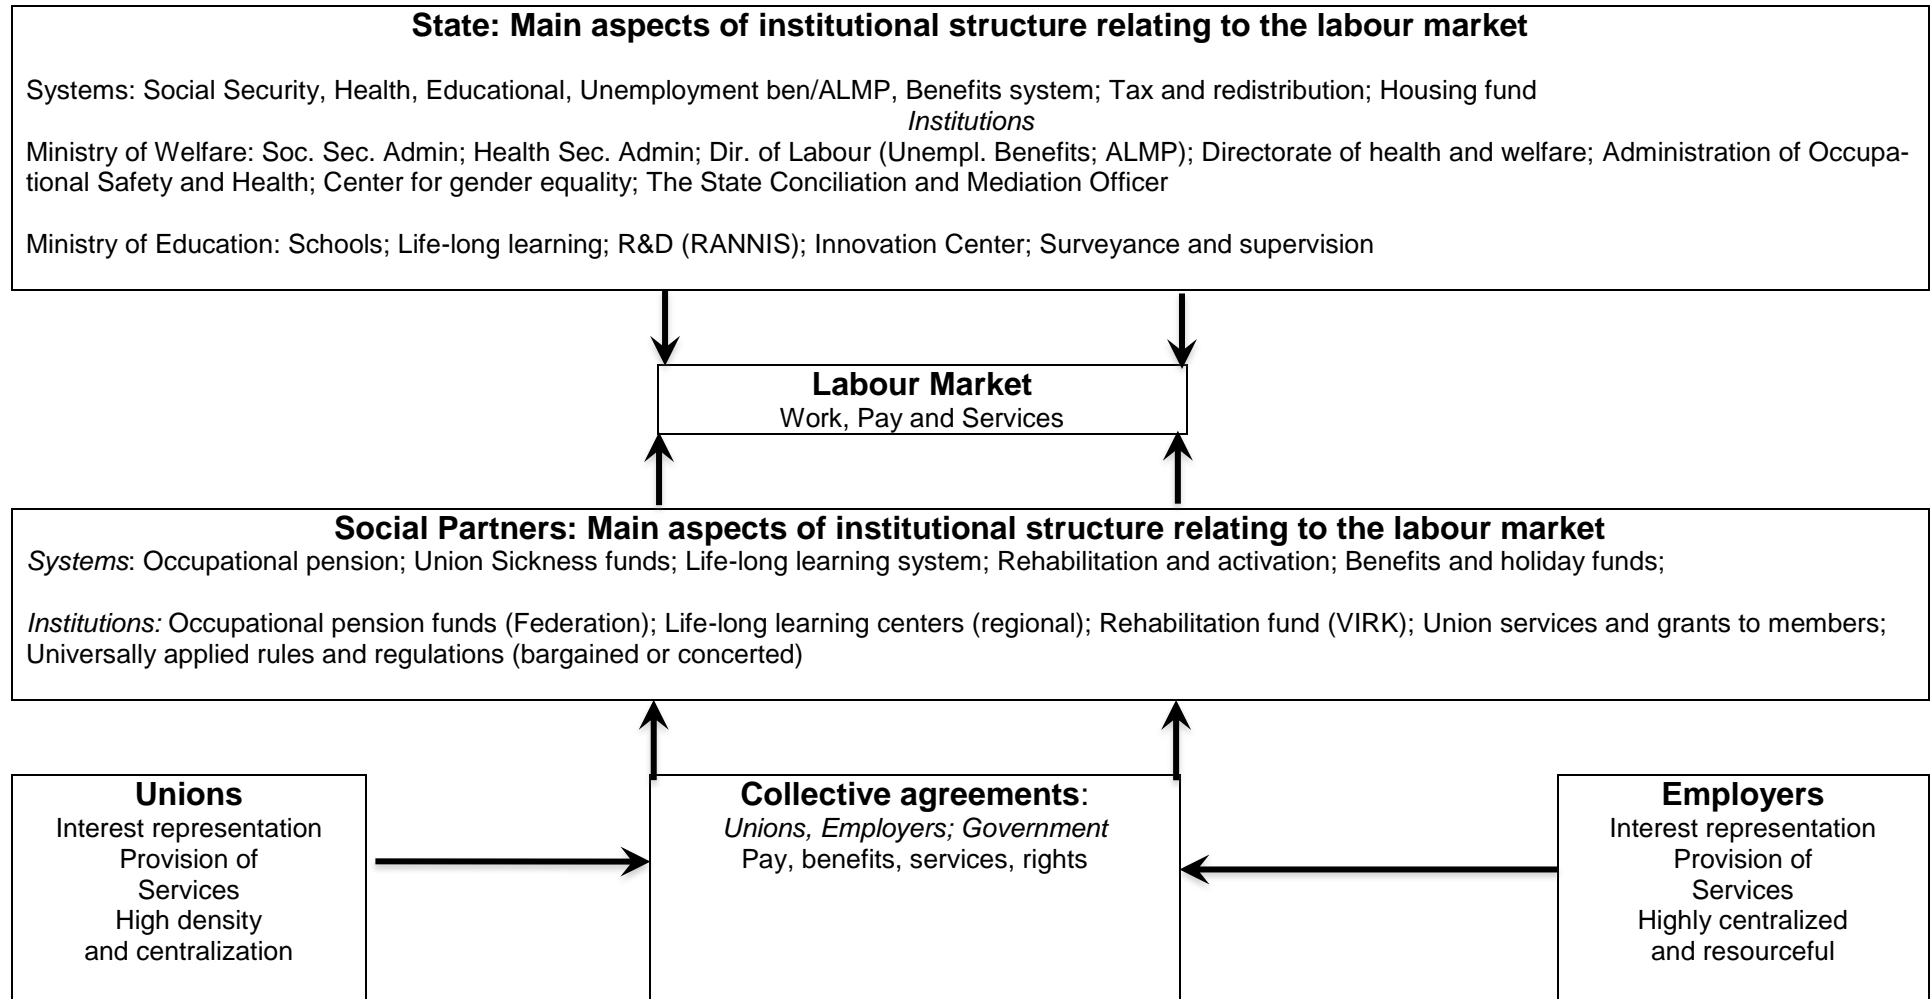 State: Main aspects of institutional structure relating to the labour market
Systems: Social Security, Health, Educational, Unemployment ben/ALMP, Benefits system; Tax and redistribution; Housing fund
Institutions
Ministry of Welfare: Soc. Sec. Admin; Health Sec. Admin; Dir. of Labour (Unempl. Benefits; ALMP); Directorate of health and welfare; Administration of Occupa-
tional Safety and Health; Center for gender equality; The State Conciliation and Mediation Officer
Ministry of Education: Schools; Life-long learning; R&D (RANNIS); Innovation Center; Surveyance and supervision
Labour Market
Work, Pay and Services
Social Partners: Main aspects of institutional structure relating to the labour market
Systems: Occupational pension; Union Sickness funds; Life-long learning system; Rehabilitation and activation; Benefits and holiday funds;
Institutions: Occupational pension funds (Federation); Life-long learning centers (regional); Rehabilitation fund (VIRK); Union services and grants to members;
Universally applied rules and regulations (bargained or concerted)
Unions
Interest representation
Provision of
Services
High density
and centralization
Collective agreements:
Unions, Employers; Government
Pay, benefits, services, rights
Employers
Interest representation
Provision of
Services
Highly centralized
and resourceful